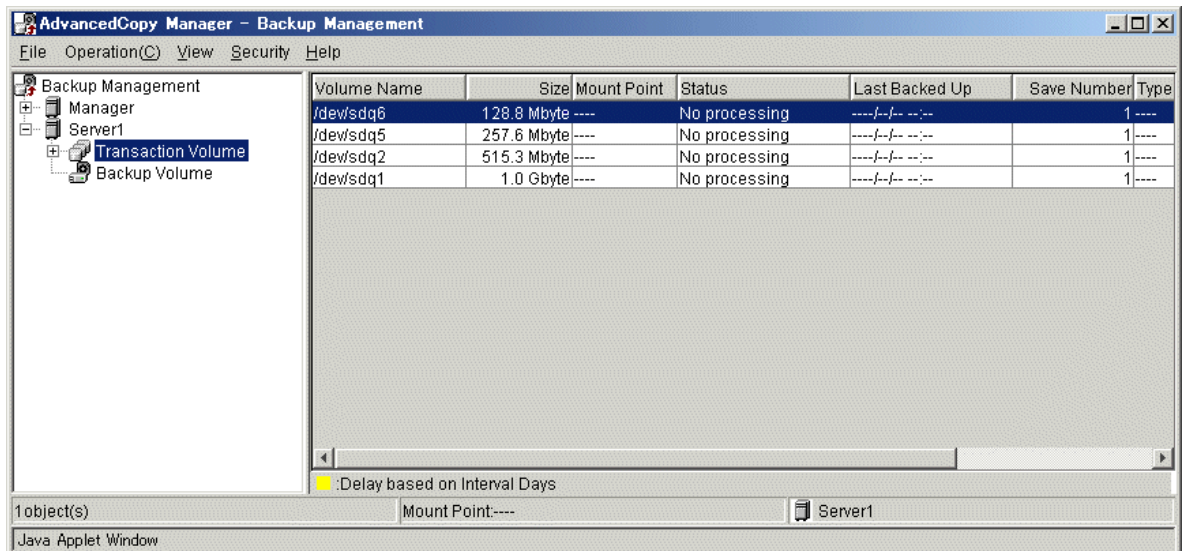 AdvancedCopy Manager - Backup Management
File Operation(C) View Security Help
Backup Management
Manager
Server1
Transaction Volume
Backup Volume
Volume Name Size Mount Point Status Last Backed Up Save Number Type
/dev/sdq6 128.8 Mbyte ---- No processing ----/--/-- --:-- 1 ----
/dev/sdq5 257.6 Mbyte ---- No processing ----/--/-- --:-- 1 ----
/dev/sdq2 515.3 Mbyte ---- No processing ----/--/-- --:-- 1 ----
/dev/sdq1 1.0 Gbyte ---- No processing ----/--/-- --:-- 1 ----
:Delay based on Interval Days
1object(s) Mount Point:---- Server1
Java Applet Window